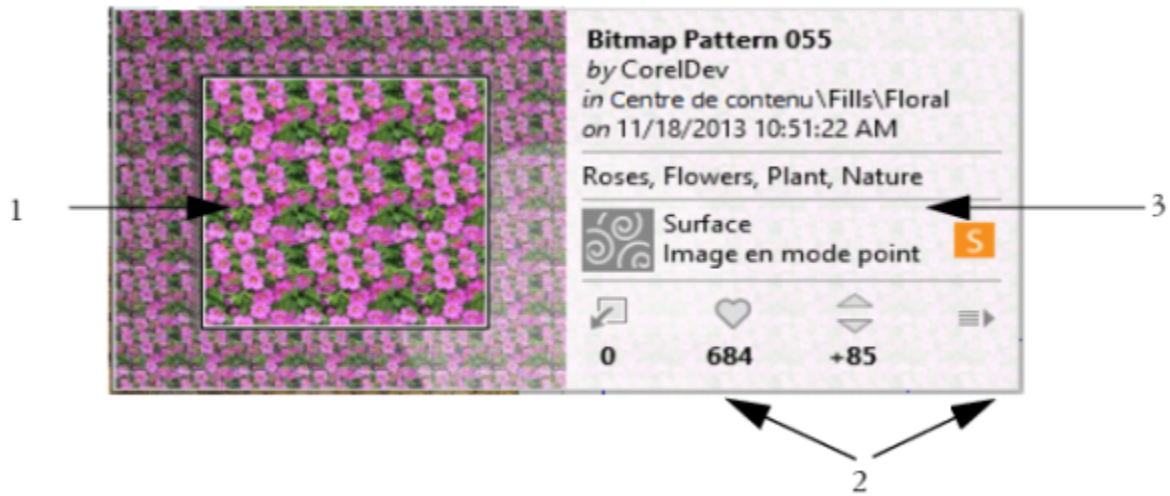 Bitmap Pattern 055
by CorelDev
in Centre de contenu\Fills\Floral
on 11/18/2013 10:51:22 AM
Roses, Flowers, Plant, Nature
1
3
Surface
S
Image en mode point
0 684 +85
2